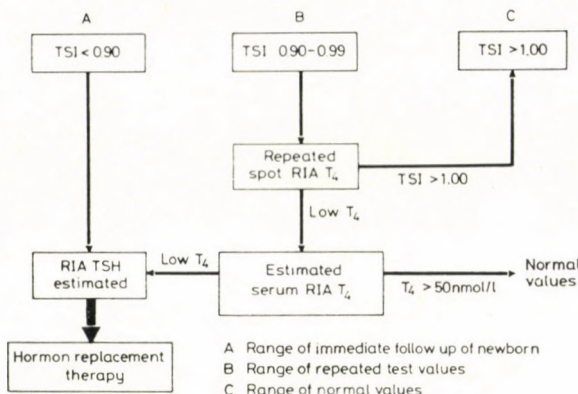 A
B
C
TSI < 0.90
TSI 0.90-0.99
TSI > 1.00
Repeated
spot RIA T4
TSI > 1.00
Low T4
RIA TSH
estimated
Low T4
Estimated
serum RIA T4
T4 > 50nmol/l
Normal
values
Hormon replacement
therapy
A Range of immediate follow up of newborn
B Range of repeated test values
C Range of normal values